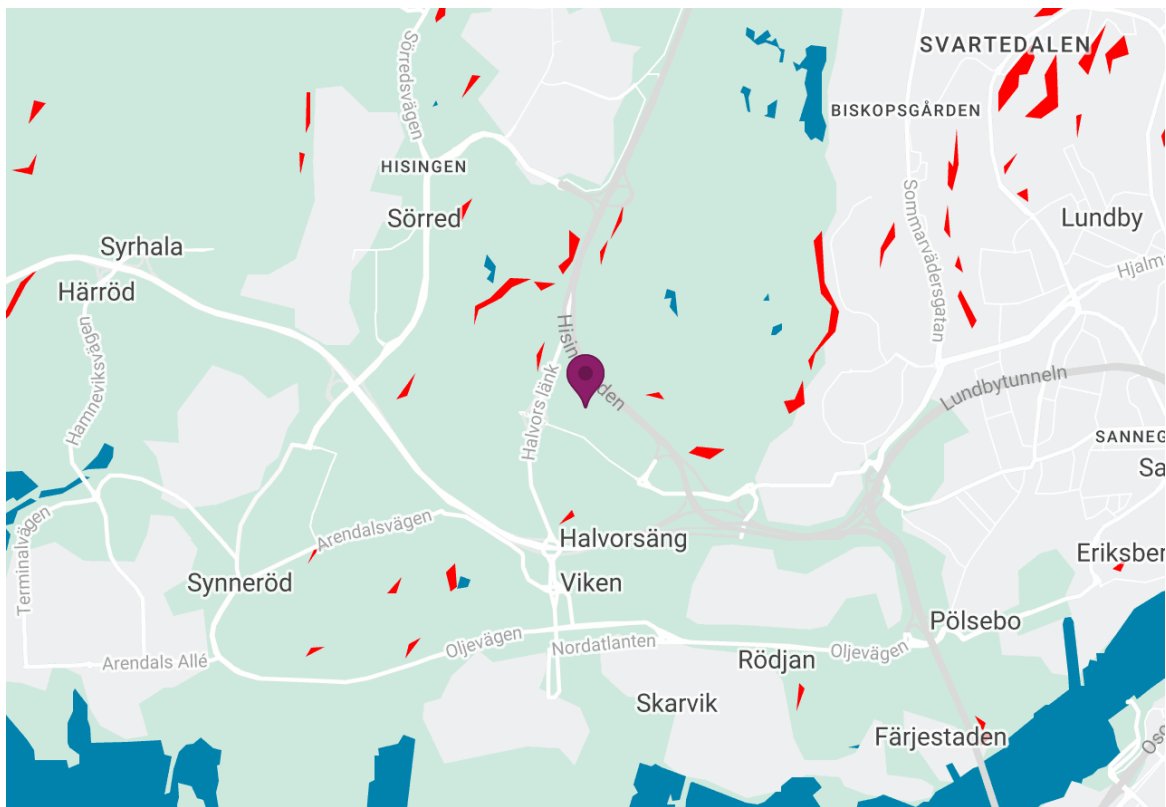 SVARTEDALEN
Sörredsvägen
BISKOPSGÅRDEN
HISINGEN
Sörred
Sommarvädersgatan
Lundby
Syrhala
Härröd
Hjalm
Hamneviksvägen
Halvors länk
Lundbytunneln
SANNEG
Sa
Arendalsvägen
Halvorsäng
Terminalvägen
Synneröd
Viken
Eriksber
Pölsebo
Oljevägen
Nordatlanten
Oljevägen
Arendals Allé
Rödjan
Skarvik
Färjestaden
Osc